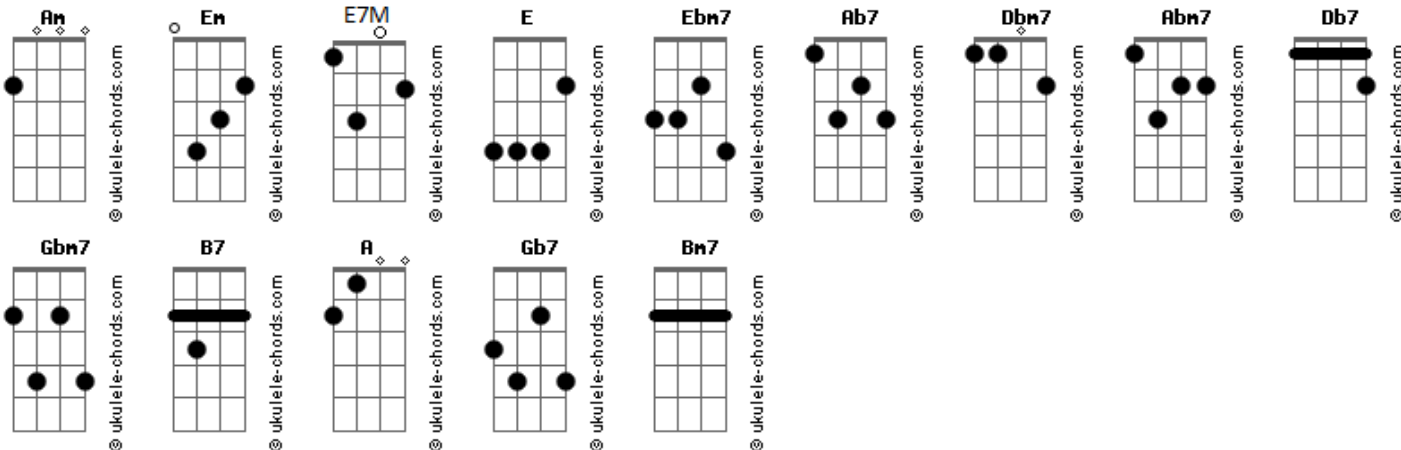 Am Em E7M E Ebm7 Ab7 Dbm7 Abm7 Db7
© ukulele-chords.com © ukulele-chords.com © ukulele-chords.com © ukulele-chords.com © ukulele-chords.com © ukulele-chords.com © ukulele-chords.com © ukulele-chords.com © ukulele-chords.com
Gbm7 B7 A Gb7 Bm7
© ukulele-chords.com © ukulele-chords.com © ukulele-chords.com © ukulele-chords.com © ukulele-chords.com